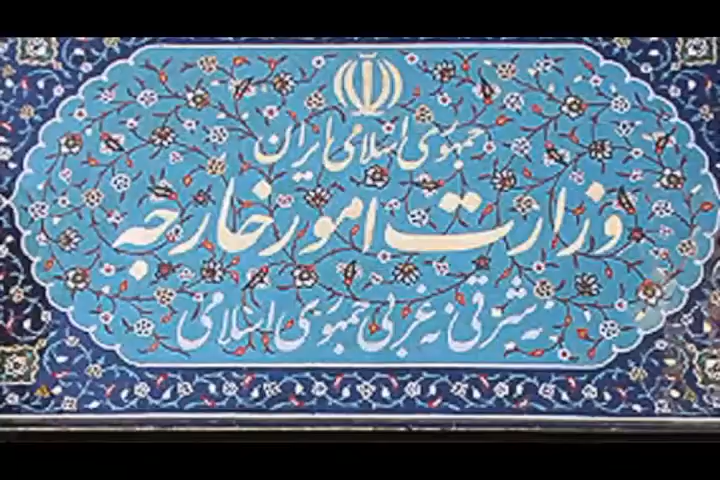 جمهوری اسلامی ایران
وزارت امور خارجه
نه شرقی نه غربی جمهوری اسلامی